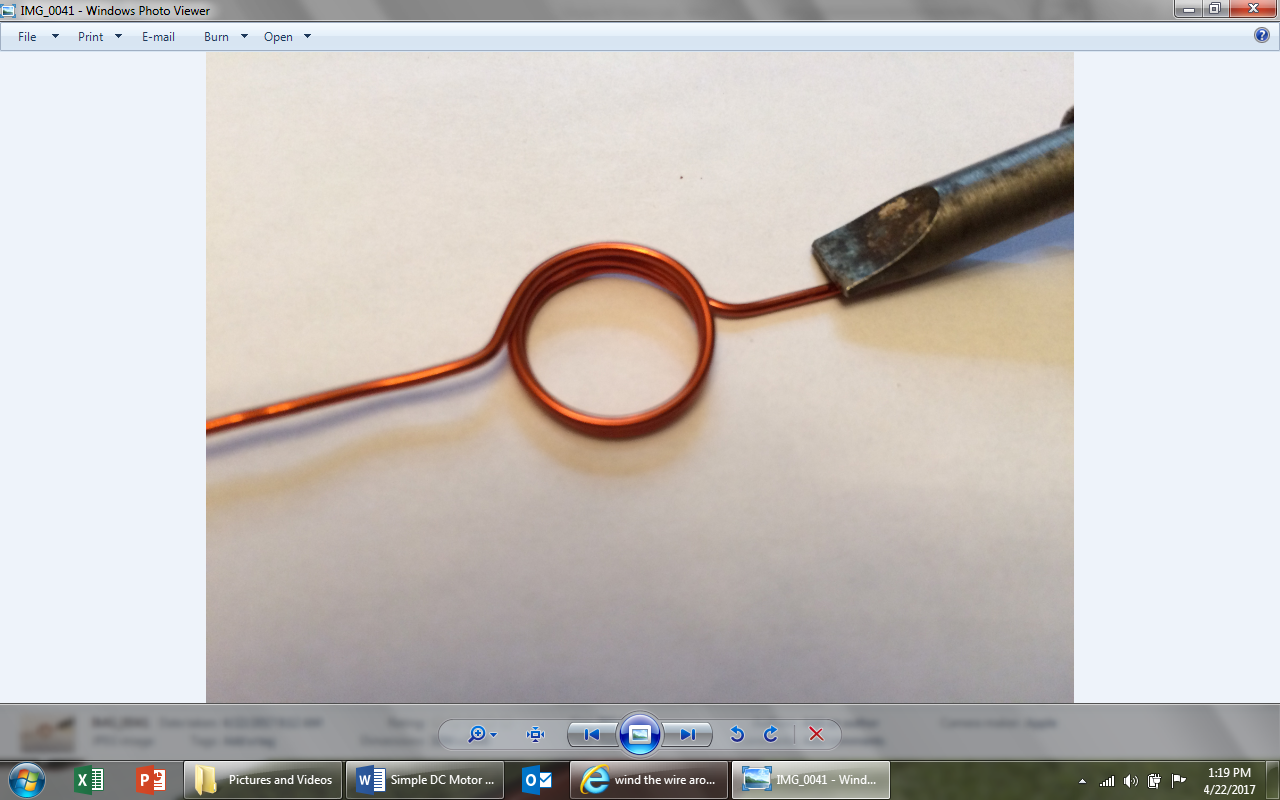 IMG_0041 - Windows Photo Viewer
File Print E-mail Burn Open
Pictures and Videos
Simple DC Motor ...
wind the wire aro...
IMG_0041 - Wind...
1:19 PM
4/22/2017